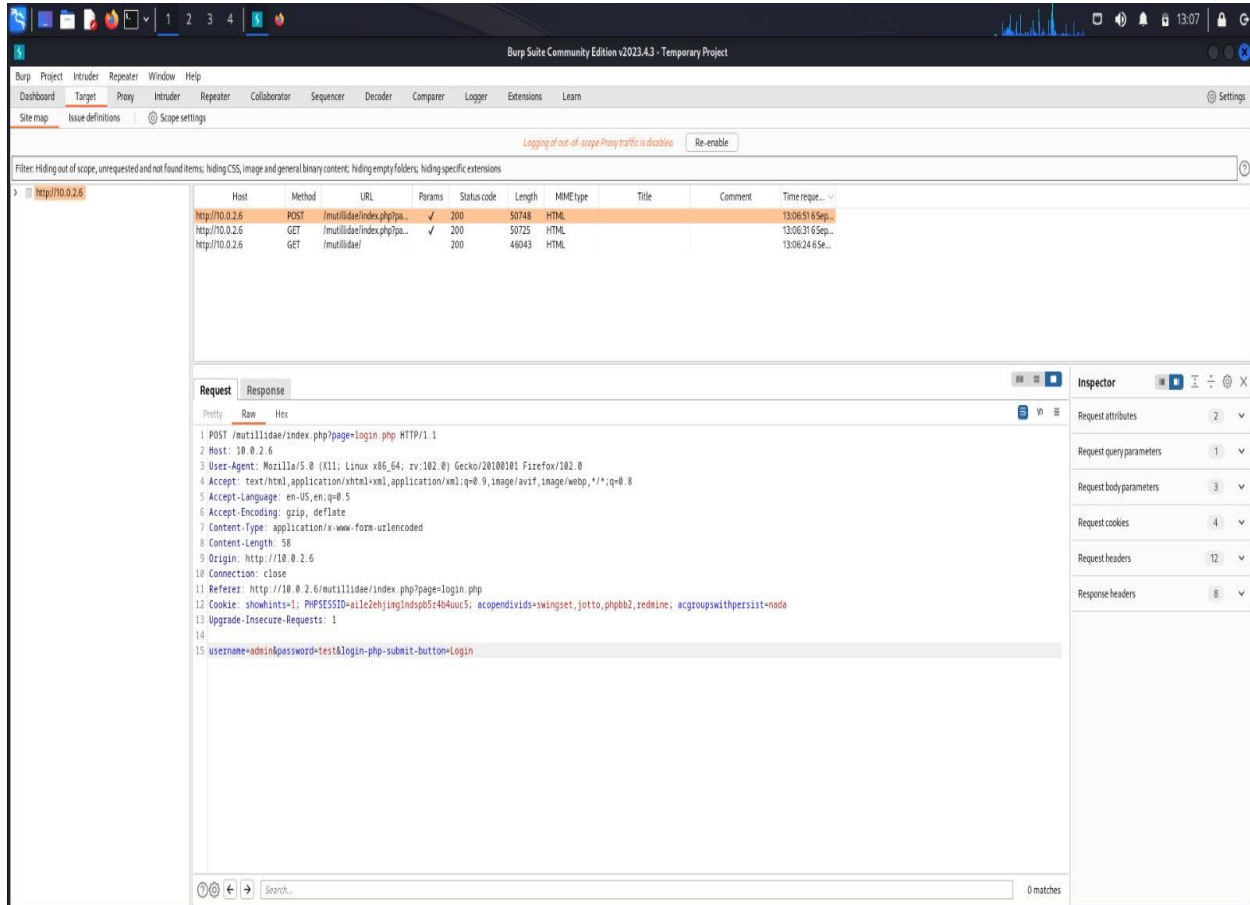 1 2 3 4
13:07
Burp Suite Community Edition v2023.4.3 - Temporary Project
Burp Project Intruder Repeater Window Help
Dashboard Target Proxy Intruder Repeater Collaborator Sequencer Decoder Comparer Logger Extensions Learn Settings
Site map Issue definitions Scope settings
Logging of out-of-scope Proxy traffic is disabled Re-enable
Filter: Hiding out of scope, unrequested and not found items; hiding CSS, image and general binary content; hiding empty folders; hiding specific extensions
http://10.0.2.6
Host Method URL Params Status code Length MIME type Title Comment Time reque...
http://10.0.2.6 POST /mutillidae/index.php?pa... ✓ 200 50748 HTML 13:06:51 6 Sep...
http://10.0.2.6 GET /mutillidae/index.php?pa... ✓ 200 50725 HTML 13:06:31 6 Sep...
http://10.0.2.6 GET /mutillidae/ 200 46043 HTML 13:06:24 6 Se...
Request Response
Pretty Raw Hex
1 POST /mutillidae/index.php?page=login.php HTTP/1.1
2 Host: 10.0.2.6
3 User-Agent: Mozilla/5.0 (X11; Linux x86_64; rv:102.0) Gecko/20100101 Firefox/102.0
4 Accept: text/html,application/xhtml+xml,application/xml;q=0.9,image/avif,image/webp,*/*;q=0.8
5 Accept-Language: en-US,en;q=0.5
6 Accept-Encoding: gzip, deflate
7 Content-Type: application/x-www-form-urlencoded
8 Content-Length: 58
9 Origin: http://10.0.2.6
10 Connection: close
11 Referer: http://10.0.2.6/mutillidae/index.php?page=login.php
12 Cookie: showhints=1; PHPSESSID=aile2ehjimg1ndspb5r4b4uuc5; acopendivids=swingset,jotto,phpbb2,redmine; acgroupswithpersist=nada
13 Upgrade-Insecure-Requests: 1
14
15 username=admin&password=test&login-php-submit-button=Login
Inspector
Request attributes 2
Request query parameters 1
Request body parameters 3
Request cookies 4
Request headers 12
Response headers 8
Search... 0 matches